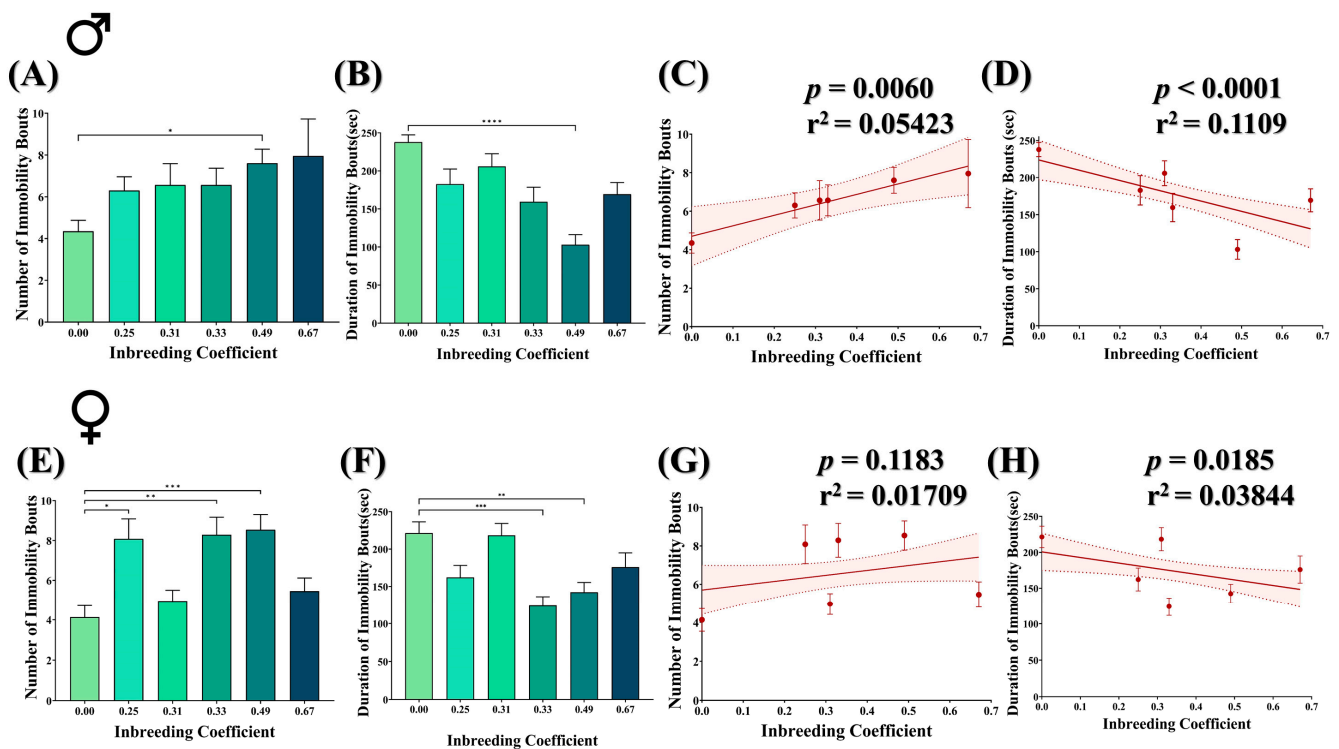 ♂
(A)
Number of Immobility Bouts
10
8
6
4
2
0
*
0.00 0.25 0.31 0.33 0.49 0.67
Inbreeding Coefficient
(B)
Duration of Immobility Bouts(sec)
250
200
150
100
50
0
****
0.00 0.25 0.31 0.33 0.49 0.67
Inbreeding Coefficient
(C)
p = 0.0060
r² = 0.05423
Number of Immobility Bouts
10
8
6
4
2
0
0.0 0.1 0.2 0.3 0.4 0.5 0.6 0.7
Inbreeding Coefficient
(D)
p < 0.0001
r² = 0.1109
Duration of Immobility Bouts (sec)
250
200
150
100
50
0
0.0 0.1 0.2 0.3 0.4 0.5 0.6 0.7
Inbreeding Coefficient
♀
(E)
Number of Immobility Bouts
10
8
6
4
2
0
***
**
*
0.00 0.25 0.31 0.33 0.49 0.67
Inbreeding Coefficient
(F)
Duration of Immobility Bouts(sec)
250
200
150
100
50
0
**
***
0.00 0.25 0.31 0.33 0.49 0.67
Inbreeding Coefficient
(G)
p = 0.1183
r² = 0.01709
Number of Immobility Bouts
10
8
6
4
2
0
0.0 0.1 0.2 0.3 0.4 0.5 0.6 0.7
Inbreeding Coefficient
(H)
p = 0.0185
r² = 0.03844
Duration of Immobility Bouts(sec)
250
200
150
100
50
0
0.0 0.1 0.2 0.3 0.4 0.5 0.6 0.7
Inbreeding Coefficient